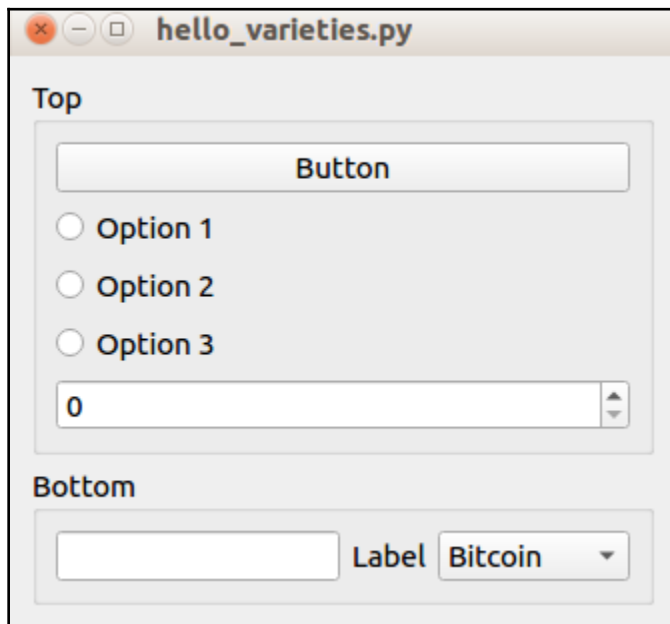 hello_varieties.py
Top
Button
Option 1
Option 2
Option 3
0
Bottom
Label Bitcoin